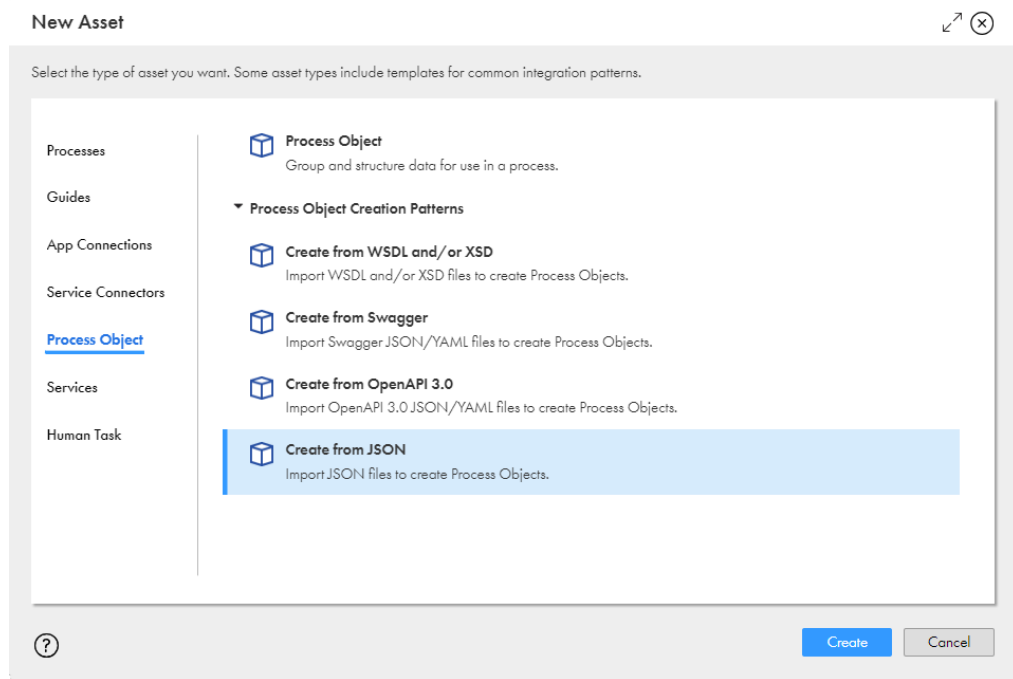 New Asset
Select the type of asset you want. Some asset types include templates for common integration patterns.
Processes
Guides
App Connections
Service Connectors
Process Object
Services
Human Task
Process Object
Group and structure data for use in a process.
Process Object Creation Patterns
Create from WSDL and/or XSD
Import WSDL and/or XSD files to create Process Objects.
Create from Swagger
Import Swagger JSON/YAML files to create Process Objects.
Create from OpenAPI 3.0
Import OpenAPI 3.0 JSON/YAML files to create Process Objects.
Create from JSON
Import JSON files to create Process Objects.
?
Create
Cancel